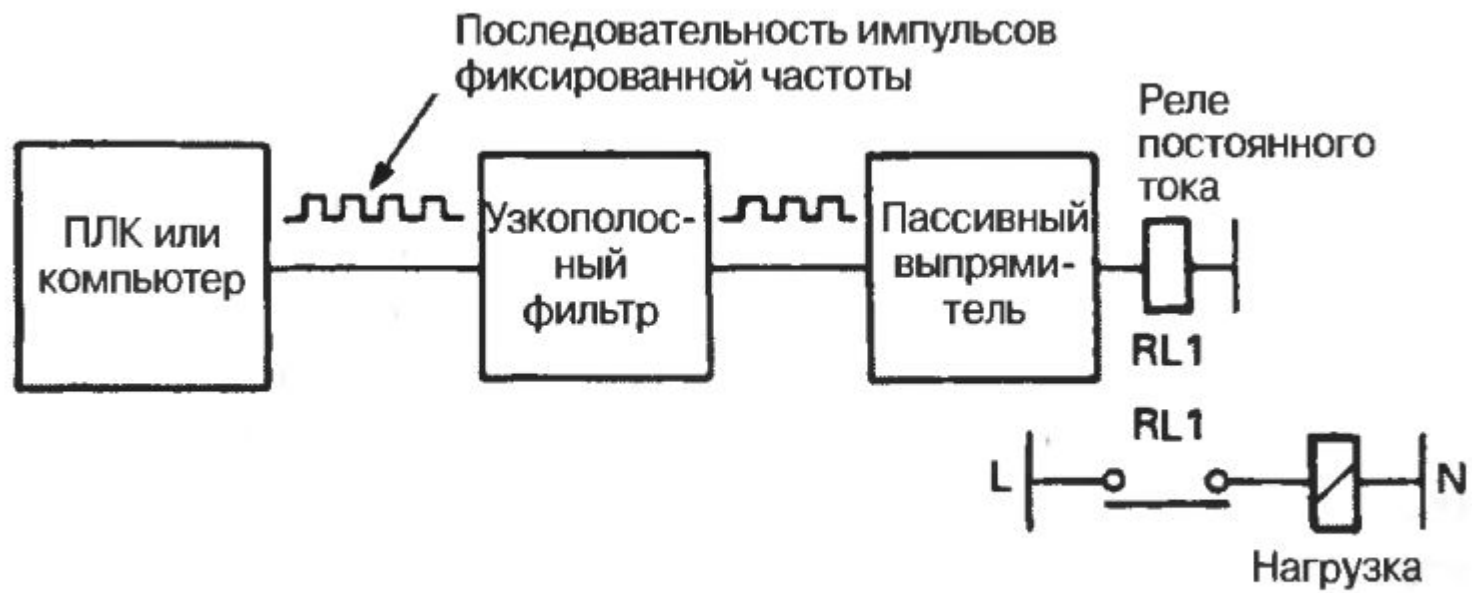 Последовательность импульсов
фиксированной частоты
Реле
постоянного
тока
ПЛК или
компьютер
Узкополос-
ный
фильтр
Пассивный
выпрями-
тель
RL1
RL1
L
N
Нагрузка